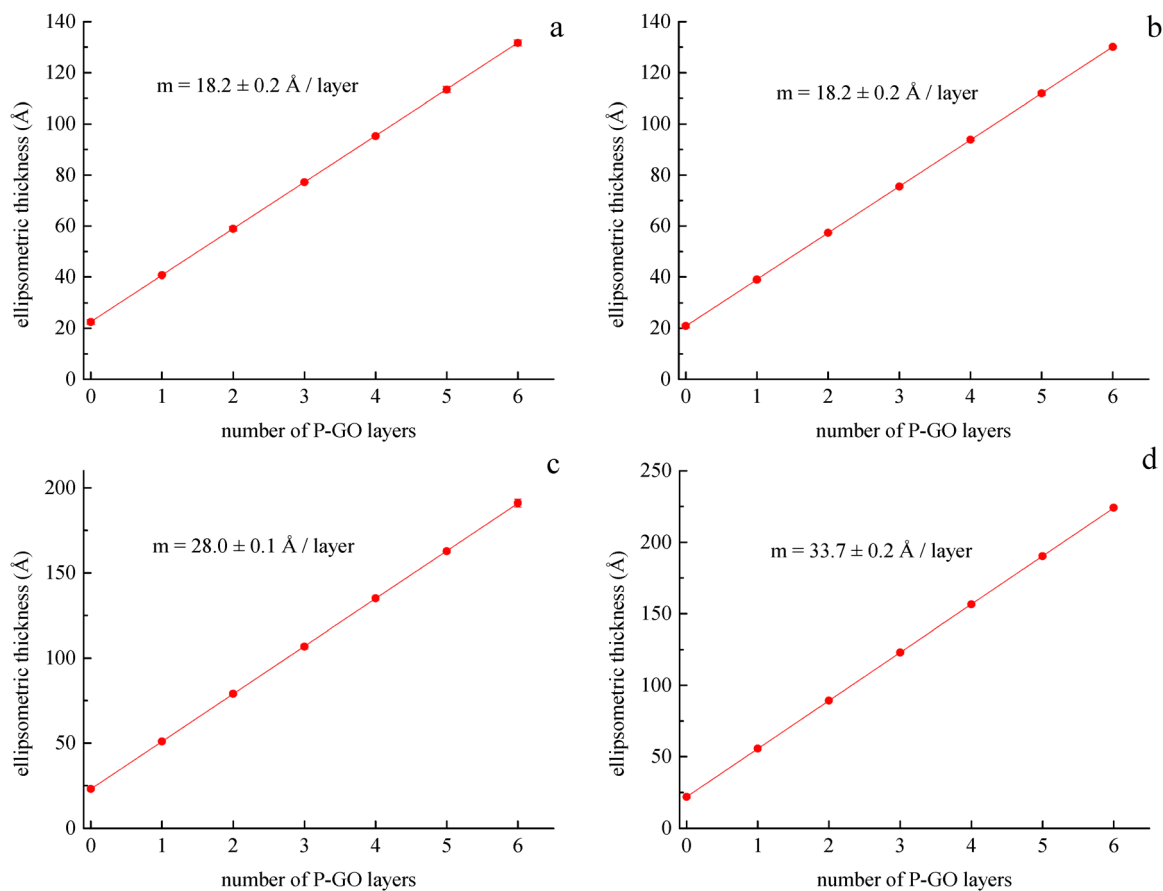 a
m = 18.2 ± 0.2 Å / layer
ellipsometric thickness (Å)
140
120
100
80
60
40
20
0
0 1 2 3 4 5 6
number of P-GO layers
b
m = 18.2 ± 0.2 Å / layer
ellipsometric thickness (Å)
140
120
100
80
60
40
20
0
0 1 2 3 4 5 6
number of P-GO layers
c
m = 28.0 ± 0.1 Å / layer
ellipsometric thickness (Å)
200
150
100
50
0
0 1 2 3 4 5 6
number of P-GO layers
d
m = 33.7 ± 0.2 Å / layer
ellipsometric thickness (Å)
250
200
150
100
50
0
0 1 2 3 4 5 6
number of P-GO layers